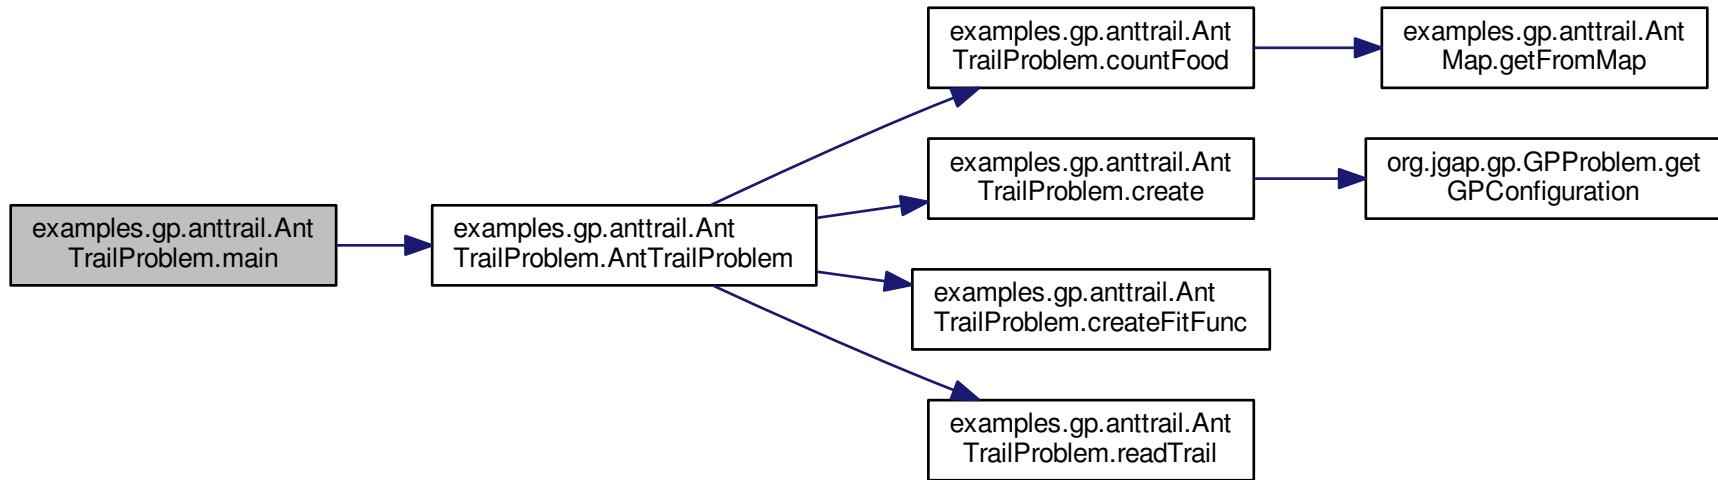 examples.gp.anttrail.Ant
TrailProblem.main
examples.gp.anttrail.Ant
TrailProblem.AntTrailProblem
examples.gp.anttrail.Ant
TrailProblem.countFood
examples.gp.anttrail.Ant
Map.getFromMap
examples.gp.anttrail.Ant
TrailProblem.create
org.jgap.gp.GPProblem.get
GPConfiguration
examples.gp.anttrail.Ant
TrailProblem.createFitFunc
examples.gp.anttrail.Ant
TrailProblem.readTrail